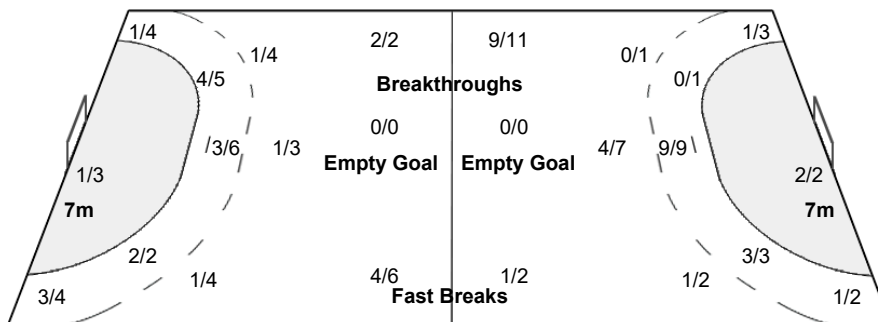 1/4 2/2 9/11 1/3
1/4 0/1
4/5 Breakthroughs 0/1
0/0 0/0
3/6 1/3 4/7 9/9
Empty Goal Empty Goal
1/3 2/2
7m 7m
2/2 3/3
1/4 4/6 1/2 1/2
3/4 Fast Breaks 1/2